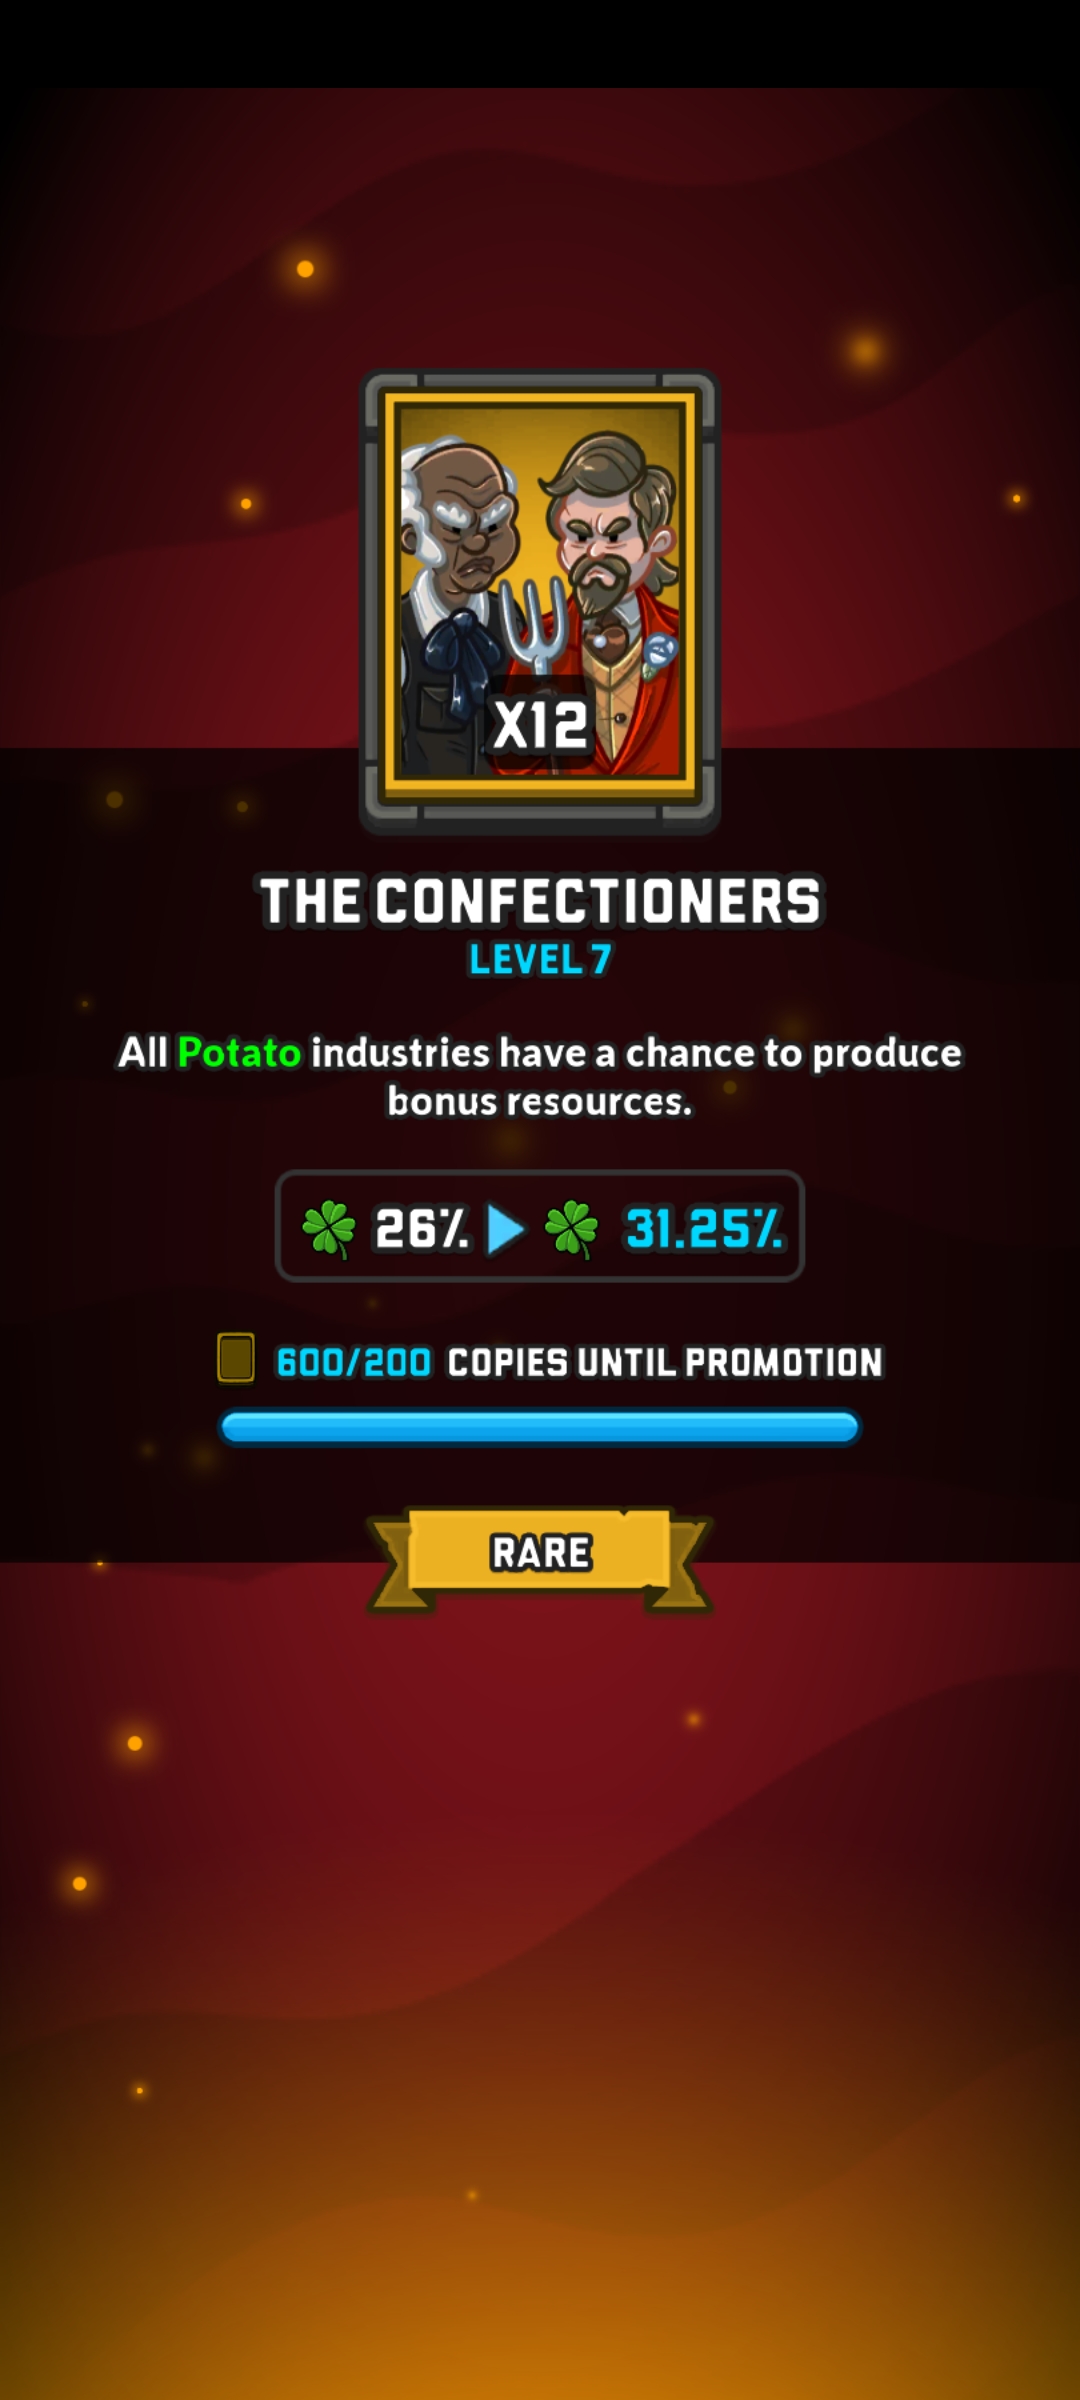 X12
THE CONFECTIONERS
LEVEL 7
All Potato industries have a chance to produce
bonus resources.
26% 31.25%
600/200 COPIES UNTIL PROMOTION
RARE